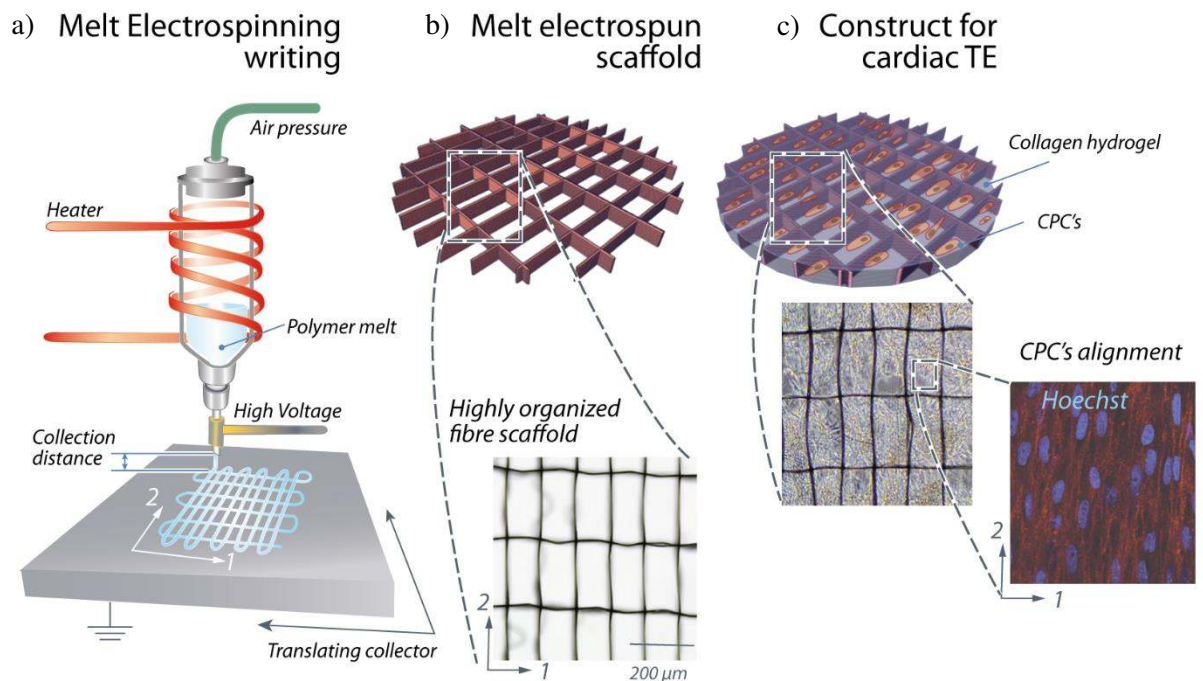 a) Melt Electrospinning
writing
Air pressure
Heater
Polymer melt
High Voltage
Collection
distance
2
1
Translating collector
b) Melt electrospun
scaffold
Highly organized
fibre scaffold
2
1
200 µm
c) Construct for
cardiac TE
Collagen hydrogel
CPC's
CPC's alignment
Hoechst
2
1